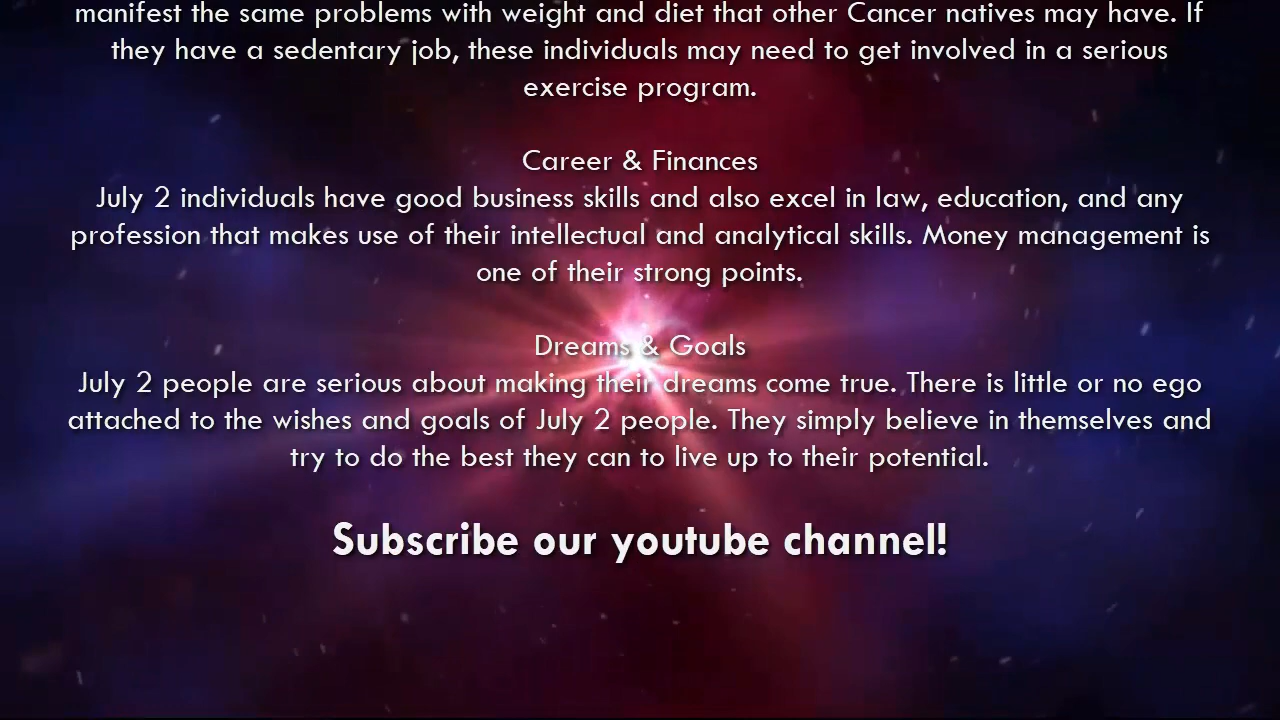 manifest the same problems with weight and diet that other Cancer natives may have. If
they have a sedentary job, these individuals may need to get involved in a serious
exercise program.
Career & Finances
July 2 individuals have good business skills and also excel in law, education, and any
profession that makes use of their intellectual and analytical skills. Money management is
one of their strong points.
Dreams & Goals
July 2 people are serious about making their dreams come true. There is little or no ego
attached to the wishes and goals of July 2 people. They simply believe in themselves and
try to do the best they can to live up to their potential.
Subscribe our youtube channel!